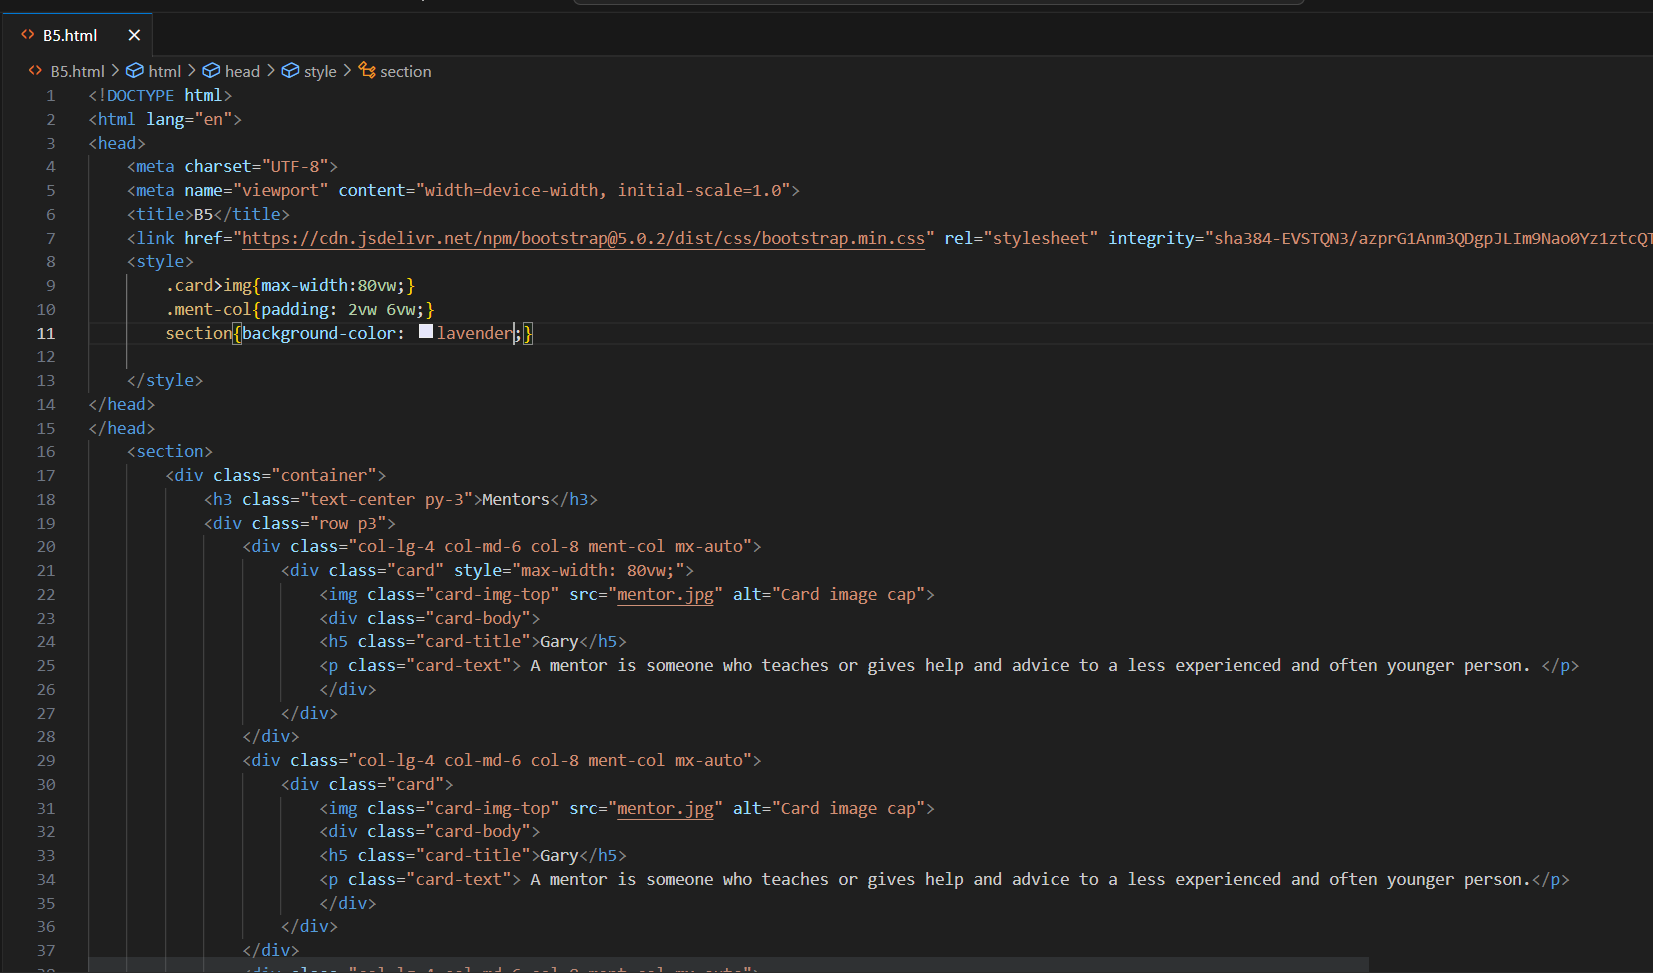 B5.html
B5.html > html > head > style > section
1 <!DOCTYPE html>
2 <html lang="en">
3 <head>
4     <meta charset="UTF-8">
5     <meta name="viewport" content="width=device-width, initial-scale=1.0">
6     <title>B5</title>
7     <link href="https://cdn.jsdelivr.net/npm/bootstrap@5.0.2/dist/css/bootstrap.min.css" rel="stylesheet" integrity="sha384-EVSTQN3/azprG1Anm3QDgpJLIm9Nao0Yz1ztcQT
8     <style>
9         .card>img{max-width:80vw;}
10         .ment-col{padding: 2vw 6vw;}
11         section{background-color: lavender;}
12
13     </style>
14 </head>
15 </head>
16     <section>
17         <div class="container">
18             <h3 class="text-center py-3">Mentors</h3>
19             <div class="row p3">
20                 <div class="col-lg-4 col-md-6 col-8 ment-col mx-auto">
21                     <div class="card" style="max-width: 80vw;">
22                         <img class="card-img-top" src="mentor.jpg" alt="Card image cap">
23                         <div class="card-body">
24                         <h5 class="card-title">Gary</h5>
25                         <p class="card-text"> A mentor is someone who teaches or gives help and advice to a less experienced and often younger person. </p>
26                         </div>
27                     </div>
28                 </div>
29                 <div class="col-lg-4 col-md-6 col-8 ment-col mx-auto">
30                     <div class="card">
31                         <img class="card-img-top" src="mentor.jpg" alt="Card image cap">
32                         <div class="card-body">
33                         <h5 class="card-title">Gary</h5>
34                         <p class="card-text"> A mentor is someone who teaches or gives help and advice to a less experienced and often younger person.</p>
35                         </div>
36                     </div>
37                 </div>